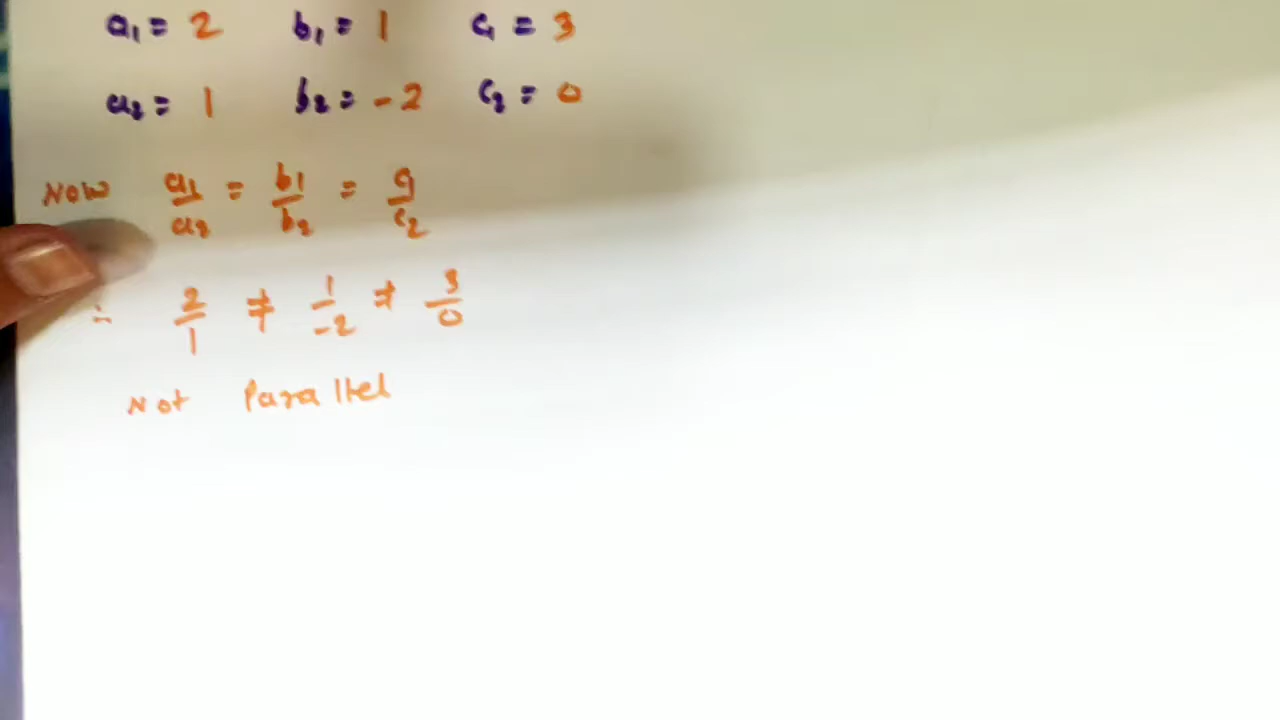 a₁ = 2 b₁ = 1 c₁ = 3
a₂ = 1 b₂ = -2 c₂ = 0
Now a₁/a₂ = b₁/b₂ = c₁/c₂
∴ 2/1 ≠ 1/-2 ≠ 3/0
Not Parallel